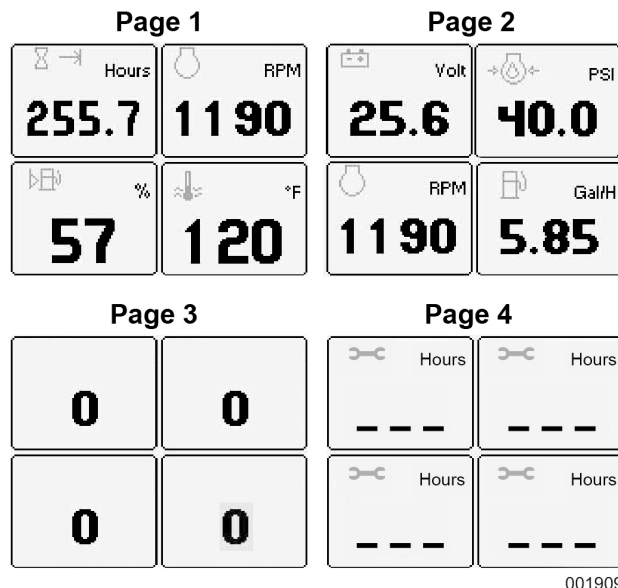 Page 1
Page 2
Hours
RPM
Volt
PSI
255.7
1190
25.6
40.0
%
°F
RPM
Gal/H
57
120
1190
5.85
Page 3
Page 4
0
0
Hours
Hours
_ _ _
_ _ _
0
0
Hours
Hours
_ _ _
_ _ _
001909